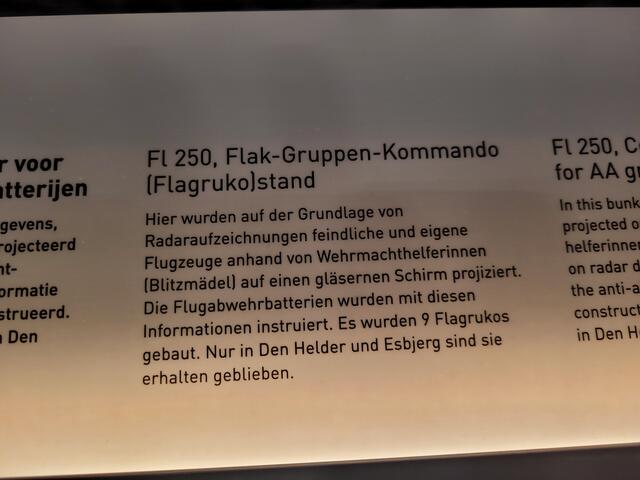 r voor
atterijen
gevens,
rojecteerd
nt-
ormatie
strueerd.
n Den
Fl 250, Flak-Gruppen-Kommando
(Flagruko)stand
Hier wurden auf der Grundlage von
Radaraufzeichnungen feindliche und eigene
Flugzeuge anhand von Wehrmachthelferinnen
(Blitzmädel) auf einen gläsernen Schirm projiziert.
Die Flugabwehrbatterien wurden mit diesen
Informationen instruiert. Es wurden 9 Flagrukos
gebaut. Nur in Den Helder und Esbjerg sind sie
erhalten geblieben.
Fl 250, C
for AA gr
In this bunk
projected o
helferinne
on radar d
the anti-a
construct
in Den He